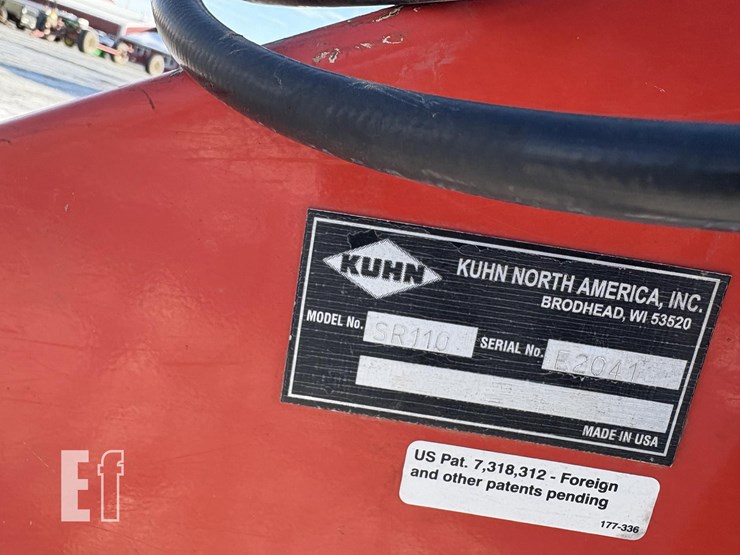 KUHN
KUHN NORTH AMERICA, INC.
BRODHEAD, WI 53520
MODEL No. SR110 SERIAL No. E2041
MADE IN USA
US Pat. 7,318,312 - Foreign
and other patents pending
177-336
Ef